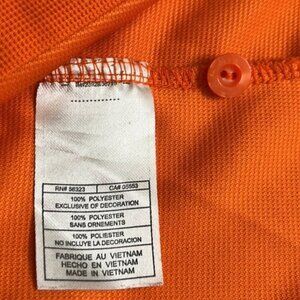 RN# 56323 CA# 05553
100% POLYESTER
EXCLUSIVE OF DECORATION
100% POLYESTER
SANS ORNEMENTS
100% POLIESTER
NO INCLUYE LA DECORACION
FABRIQUE AU VIETNAM
HECHO EN VIETNAM
MADE IN VIETNAM